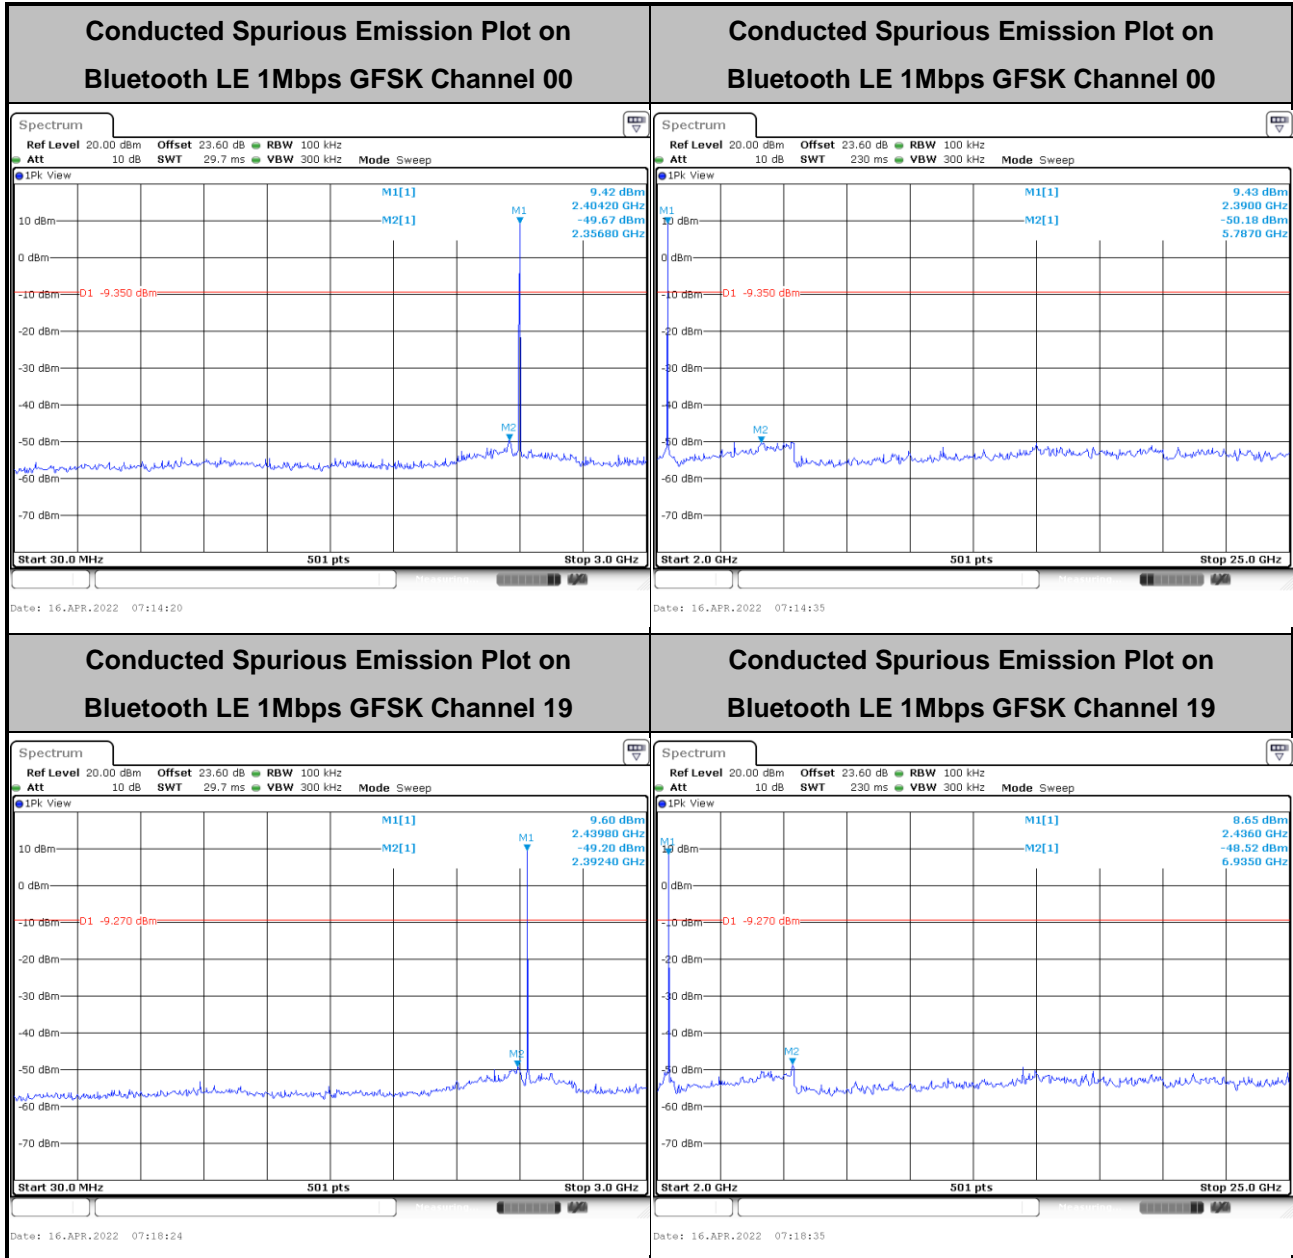 Conducted Spurious Emission Plot on
Bluetooth LE 1Mbps GFSK Channel 00
Spectrum
Ref Level 20.00 dBm Offset 23.60 dB RBW 100 kHz
Att 10 dB SWT 29.7 ms VBW 300 kHz Mode Sweep
1Pk View
M1[1] 9.42 dBm
2.40420 GHz
M2[1] -49.67 dBm
2.35680 GHz
M1
10 dBm
0 dBm
-10 dBm
D1 -9.350 dBm
-20 dBm
-30 dBm
-40 dBm
M2
-50 dBm
-60 dBm
-70 dBm
Start 30.0 MHz 501 pts Stop 3.0 GHz
Measuring
Date: 16.APR.2022 07:14:20
Conducted Spurious Emission Plot on
Bluetooth LE 1Mbps GFSK Channel 00
Spectrum
Ref Level 20.00 dBm Offset 23.60 dB RBW 100 kHz
Att 10 dB SWT 230 ms VBW 300 kHz Mode Sweep
1Pk View
M1[1] 9.43 dBm
2.3900 GHz
M2[1] -50.18 dBm
5.7870 GHz
M1
10 dBm
0 dBm
-10 dBm
D1 -9.350 dBm
-20 dBm
-30 dBm
-40 dBm
M2
-50 dBm
-60 dBm
-70 dBm
Start 2.0 GHz 501 pts Stop 25.0 GHz
Measuring
Date: 16.APR.2022 07:14:35
Conducted Spurious Emission Plot on
Bluetooth LE 1Mbps GFSK Channel 19
Spectrum
Ref Level 20.00 dBm Offset 23.60 dB RBW 100 kHz
Att 10 dB SWT 29.7 ms VBW 300 kHz Mode Sweep
1Pk View
M1[1] 9.60 dBm
2.43980 GHz
M2[1] -49.20 dBm
2.39240 GHz
M1
10 dBm
0 dBm
-10 dBm
D1 -9.270 dBm
-20 dBm
-30 dBm
-40 dBm
M2
-50 dBm
-60 dBm
-70 dBm
Start 30.0 MHz 501 pts Stop 3.0 GHz
Measuring
Date: 16.APR.2022 07:18:24
Conducted Spurious Emission Plot on
Bluetooth LE 1Mbps GFSK Channel 19
Spectrum
Ref Level 20.00 dBm Offset 23.60 dB RBW 100 kHz
Att 10 dB SWT 230 ms VBW 300 kHz Mode Sweep
1Pk View
M1[1] 8.65 dBm
2.4360 GHz
M2[1] -48.52 dBm
6.9350 GHz
M1
10 dBm
0 dBm
-10 dBm
D1 -9.270 dBm
-20 dBm
-30 dBm
-40 dBm
M2
-50 dBm
-60 dBm
-70 dBm
Start 2.0 GHz 501 pts Stop 25.0 GHz
Measuring
Date: 16.APR.2022 07:18:35